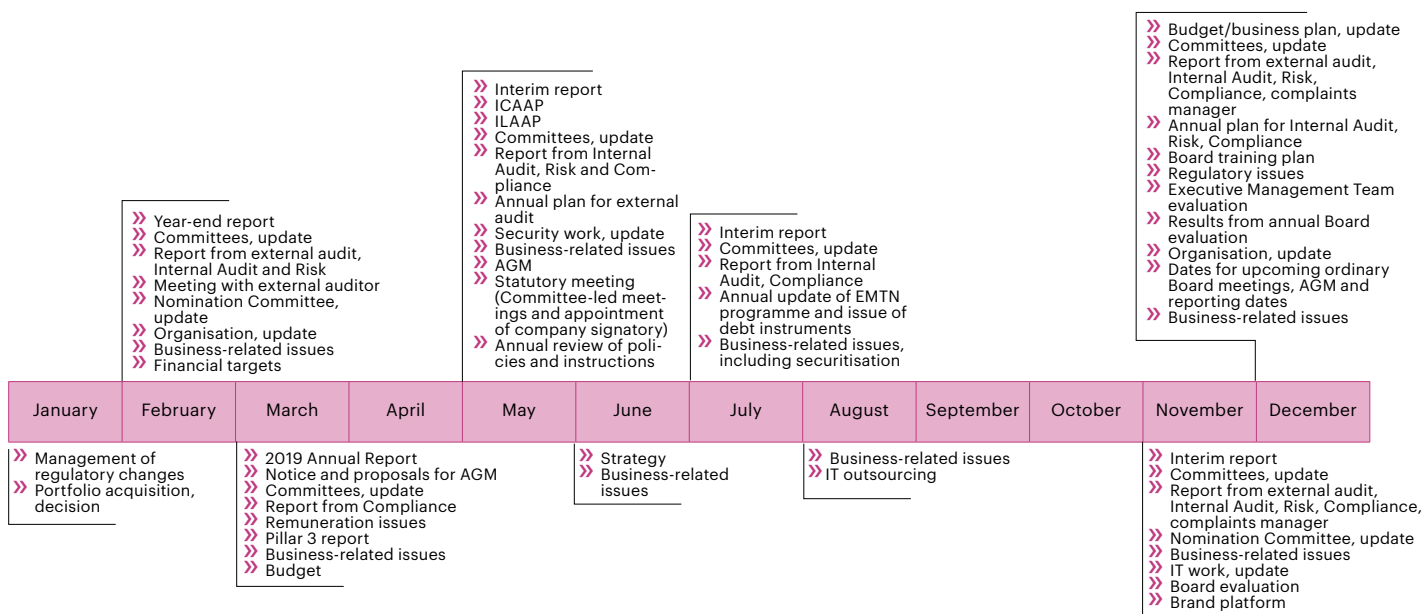 » Budget/business plan, update
» Committees, update
» Report from external audit,
Internal Audit, Risk,
Compliance, complaints
manager
» Annual plan for Internal Audit,
Risk, Compliance
» Board training plan
» Regulatory issues
» Executive Management Team
evaluation
» Results from annual Board
evaluation
» Organisation, update
» Dates for upcoming ordinary
Board meetings, AGM and
reporting dates
» Business-related issues
» Interim report
» ICAAP
» ILAAP
» Committees, update
» Report from Internal
Audit, Risk and Com-
pliance
» Annual plan for external
audit
» Security work, update
» Business-related issues
» AGM
» Statutory meeting
(Committee-led meet-
ings and appointment
of company signatory)
» Annual review of poli-
cies and instructions
» Year-end report
» Committees, update
» Report from external audit,
Internal Audit and Risk
» Meeting with external auditor
» Nomination Committee,
update
» Organisation, update
» Business-related issues
» Financial targets
» Interim report
» Committees, update
» Report from Internal
Audit, Compliance
» Annual update of EMTN
programme and issue of
debt instruments
» Business-related issues,
including securitisation
January February March April May June July August September October November December
» Management of
regulatory changes
» Portfolio acquisition,
decision
» 2019 Annual Report
» Notice and proposals for AGM
» Committees, update
» Report from Compliance
» Remuneration issues
» Pillar 3 report
» Business-related issues
» Budget
» Strategy
» Business-related
issues
» Business-related issues
» IT outsourcing
» Interim report
» Committees, update
» Report from external audit,
Internal Audit, Risk, Compliance,
complaints manager
» Nomination Committee, update
» Business-related issues
» IT work, update
» Board evaluation
» Brand platform